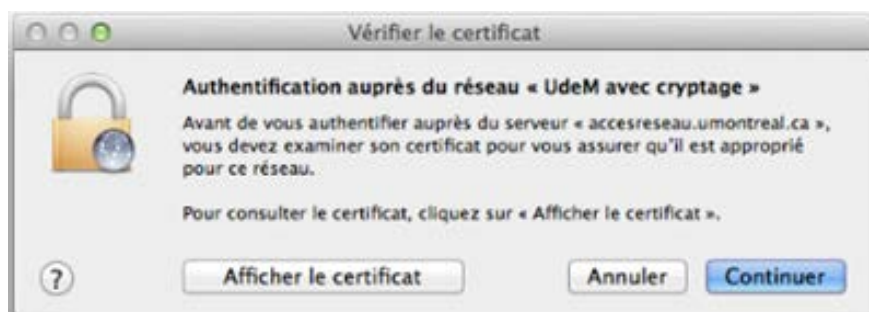 Vérifier le certificat
Authentification auprès du réseau « UdeM avec cryptage »
Avant de vous authentifier auprès du serveur « accesreseau.umontreal.ca »,
vous devez examiner son certificat pour vous assurer qu'il est approprié
pour ce réseau.
Pour consulter le certificat, cliquez sur « Afficher le certificat ».
? Afficher le certificat Annuler Continuer